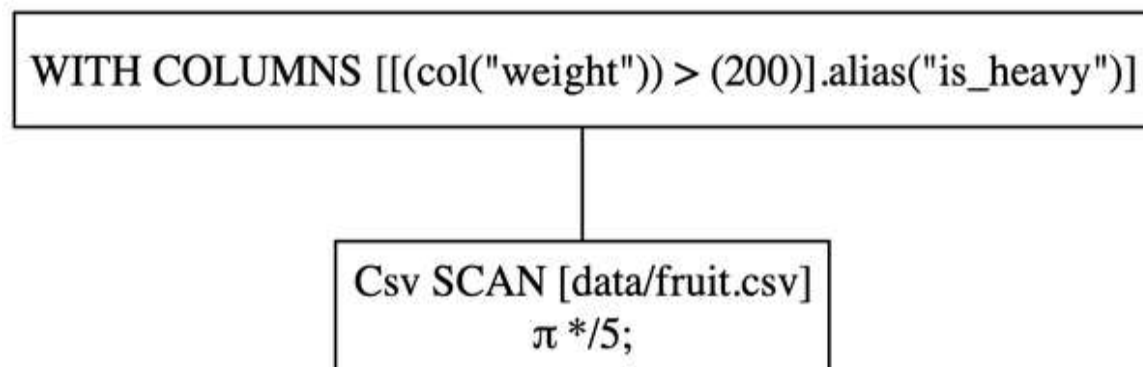 WITH COLUMNS [[(col("weight")) > (200)].alias("is_heavy")]
Csv SCAN [data/fruit.csv]
π */5;